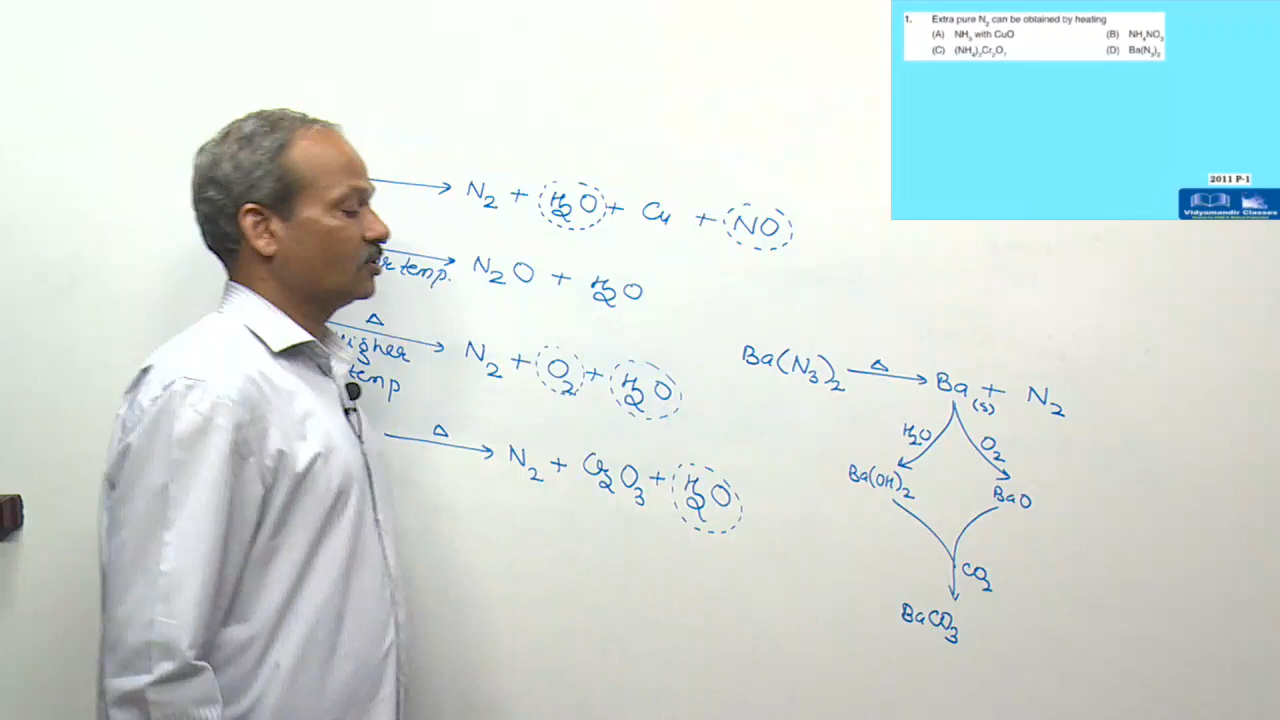 1. Extra pure N₂ can be obtained by heating
(A) NH₃ with CuO (B) NH₄NO₃
(C) (NH₄)₂Cr₂O₇ (D) Ba(N₃)₂
2011 P-1
Vidyamandir Classes
→ N₂ + H₂O + Cu + NO
r temp. → N₂O + H₂O
Δ
Higher temp → N₂ + O₂ + H₂O
Δ → N₂ + Cr₂O₃ + H₂O
Ba(N₃)₂ Δ → Ba(s) + N₂
H₂O O₂
Ba(OH)₂ BaO
CO₂
BaCO₃